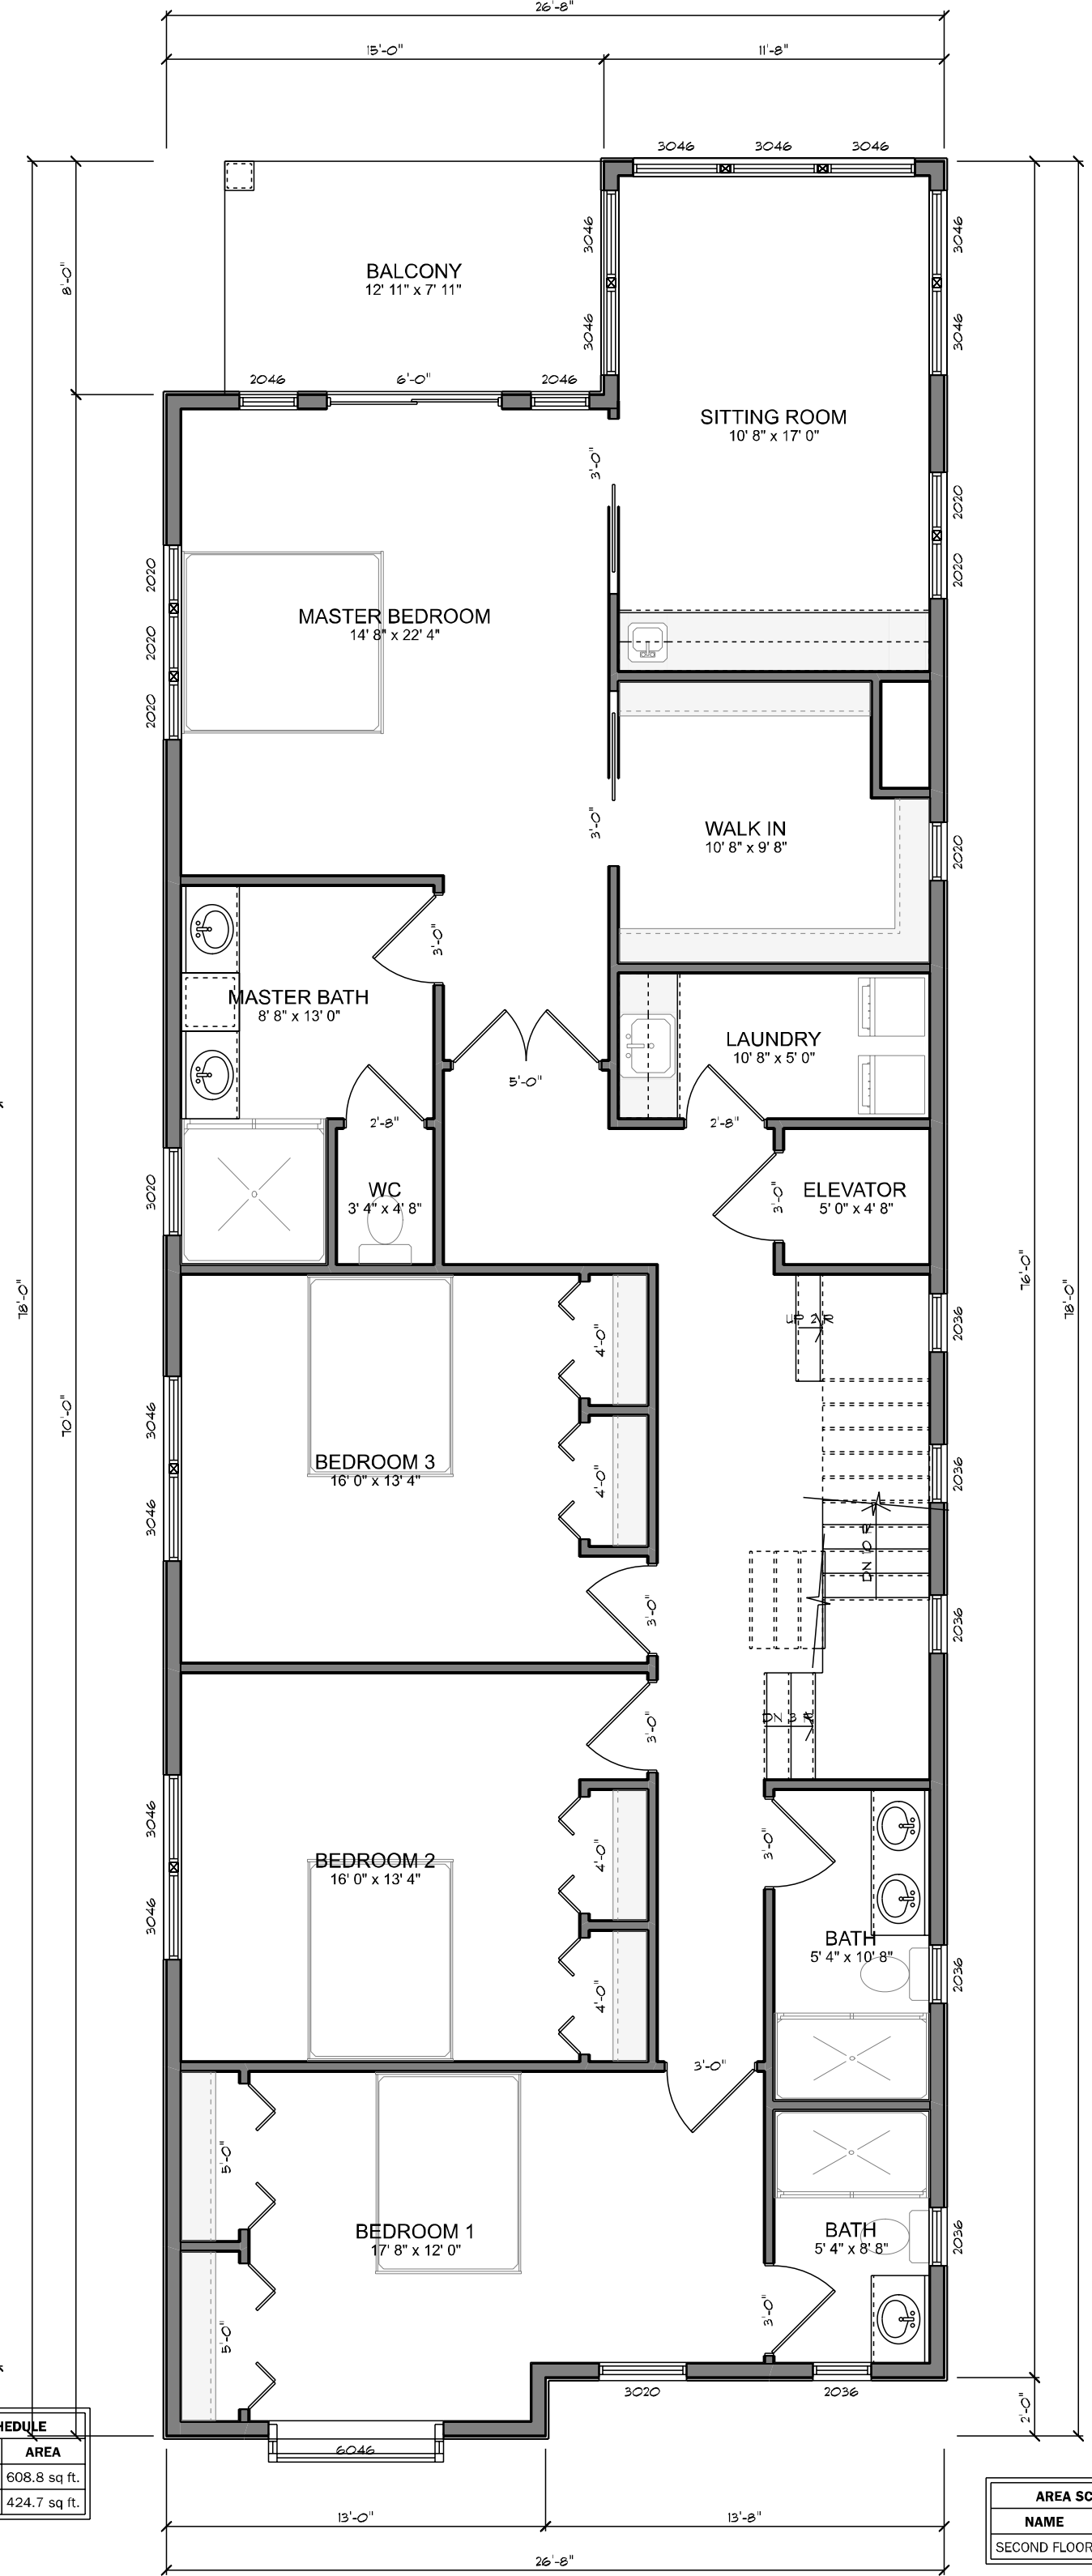 26'-8"
15'-0"
11'-8"
3046 3046 3046
8'-0"
BALCONY
12' 11" x 7' 11"
3046
3046
3046
3046
2046
6'-0"
2046
SITTING ROOM
10' 8" x 17' 0"
3'-0"
2020
2020
2020
2020
2020
MASTER BEDROOM
14' 8" x 22' 4"
3'-0"
WALK IN
10' 8" x 9' 8"
2020
3'-0"
MASTER BATH
8' 8" x 13' 0"
LAUNDRY
10' 8" x 5' 0"
5'-0"
2'-8"
2'-8"
3020
WC
3' 4" x 4' 8"
3'-0"
ELEVATOR
5' 0" x 4' 8"
78'-0"
70'-0"
76'-0"
78'-0"
UP 2 R
2036
4'-0"
3046
BEDROOM 3
16' 0" x 13' 4"
4'-0"
2036
3046
DN 10 R
3'-0"
2036
DN 3 R
3'-0"
3046
3'-0"
BEDROOM 2
16' 0" x 13' 4"
4'-0"
3046
BATH
5' 4" x 10' 8"
2036
4'-0"
3'-0"
5'-0"
BEDROOM 1
17' 8" x 12' 0"
BATH
5' 4" x 8' 8"
2036
3'-0"
5'-0"
3020
2036
2'-0"
6046
HEDULE
AREA
608.8 sq ft.
424.7 sq ft.
AREA SC
NAME
SECOND FLOOR
13'-0"
13'-8"
26'-8"